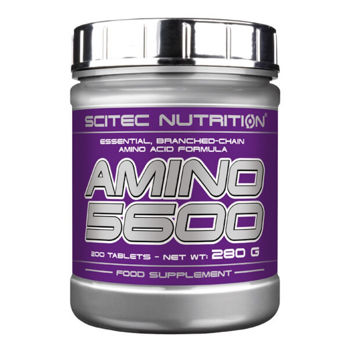 SCITEC NUTRITION®
ESSENTIAL, BRANCHED-CHAIN
AMINO ACID FORMULA
AMINO
5600
200 TABLETS - NET WT: 280 G
FOOD SUPPLEMENT